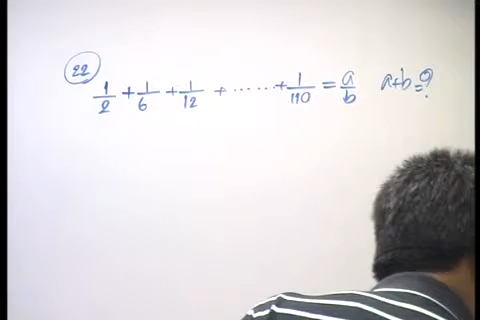 22
1/2 + 1/6 + 1/12 + ...... + 1/110 = a/b a+b=?